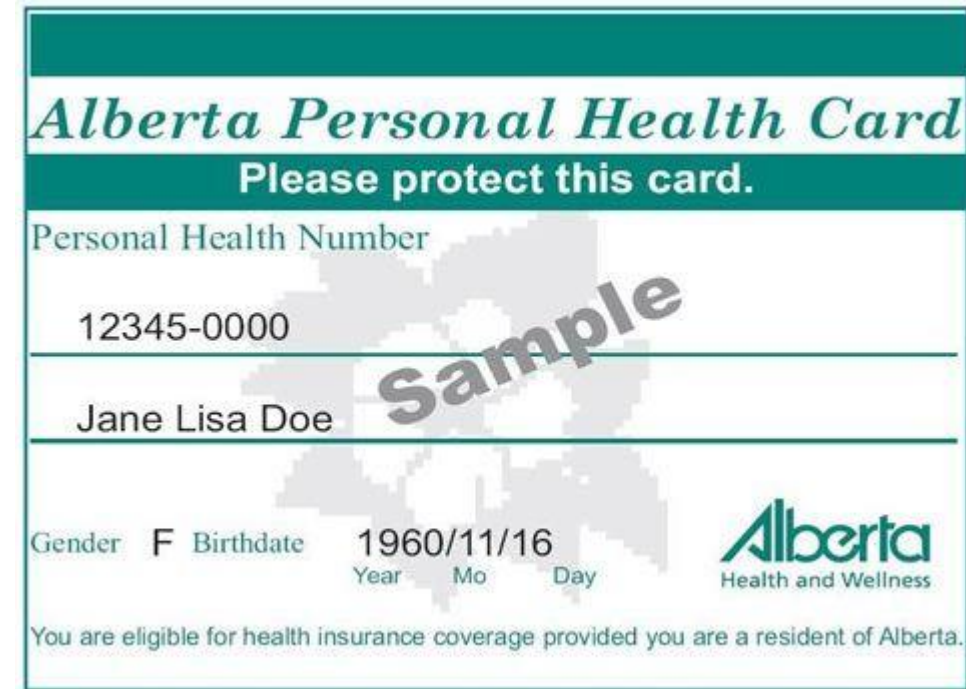 Alberta Personal Health Card
Please protect this card.
Personal Health Number
12345-0000
Sample
Jane Lisa Doe
Gender F Birthdate 1960/11/16
Year Mo Day
Alberta
Health and Wellness
You are eligible for health insurance coverage provided you are a resident of Alberta.